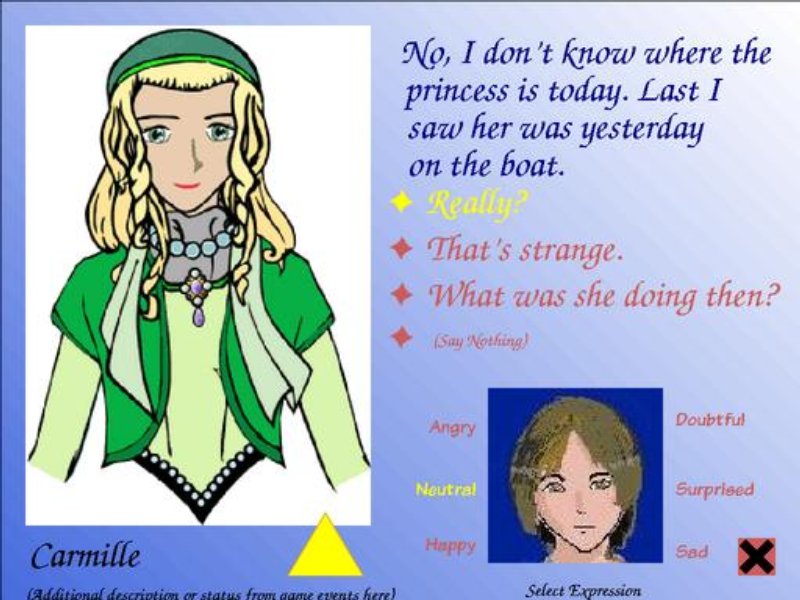 No, I don't know where the
princess is today. Last I
saw her was yesterday
on the boat.
Really?
That's strange.
What was she doing then?
(Say Nothing)
Angry
Doubtful
Neutral
Surprised
Happy
Sad
Carmille
(Additional description or status from game events here)
Select Expression